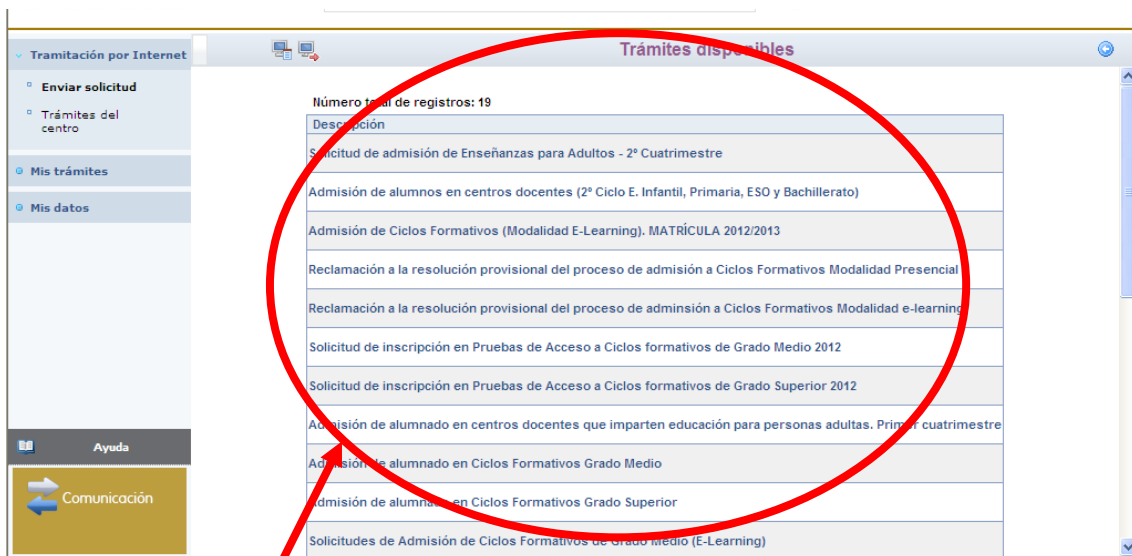 Tramitación por Internet
Enviar solicitud
Trámites del
centro
Mis trámites
Mis datos
Ayuda
Comunicación
Trámites disponibles
Número total de registros: 19
Descripción
Solicitud de admisión de Enseñanzas para Adultos - 2º Cuatrimestre
Admisión de alumnos en centros docentes (2º Ciclo E. Infantil, Primaria, ESO y Bachillerato)
Admisión de Ciclos Formativos (Modalidad E-Learning). MATRÍCULA 2012/2013
Reclamación a la resolución provisional del proceso de admisión a Ciclos Formativos Modalidad Presencial
Reclamación a la resolución provisional del proceso de adminsión a Ciclos Formativos Modalidad e-learning
Solicitud de inscripción en Pruebas de Acceso a Ciclos formativos de Grado Medio 2012
Solicitud de inscripción en Pruebas de Acceso a Ciclos formativos de Grado Superior 2012
Admisión de alumnado en centros docentes que imparten educación para personas adultas. Primer cuatrimestre
Admisión de alumnado en Ciclos Formativos Grado Medio
Admisión de alumnado en Ciclos Formativos Grado Superior
Solicitudes de Admisión de Ciclos Formativos de Grado Medio (E-Learning)